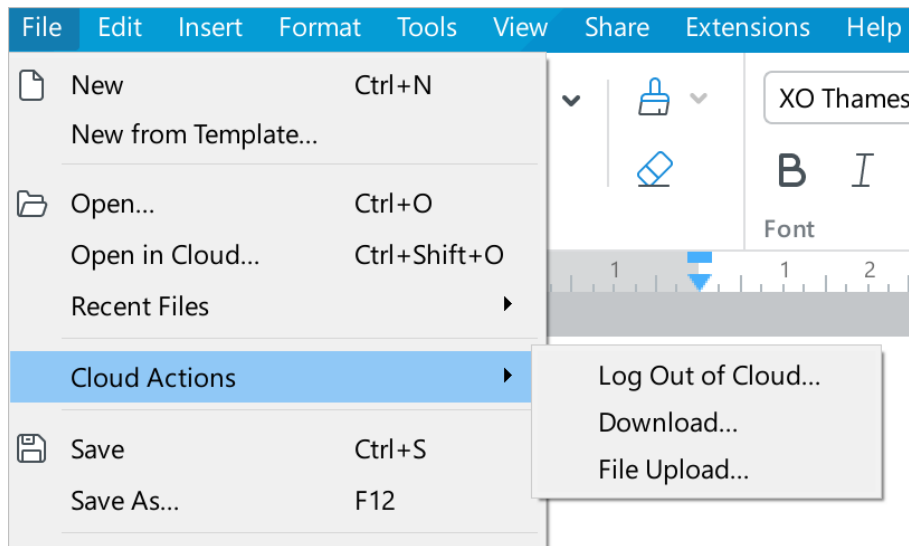 File Edit Insert Format Tools View Share Extensions Help
New Ctrl+N
New from Template...
Open... Ctrl+O
Open in Cloud... Ctrl+Shift+O
Recent Files
Cloud Actions
Save Ctrl+S
Save As... F12
Log Out of Cloud...
Download...
File Upload...
XO Thames
B I
Font
1 1 2